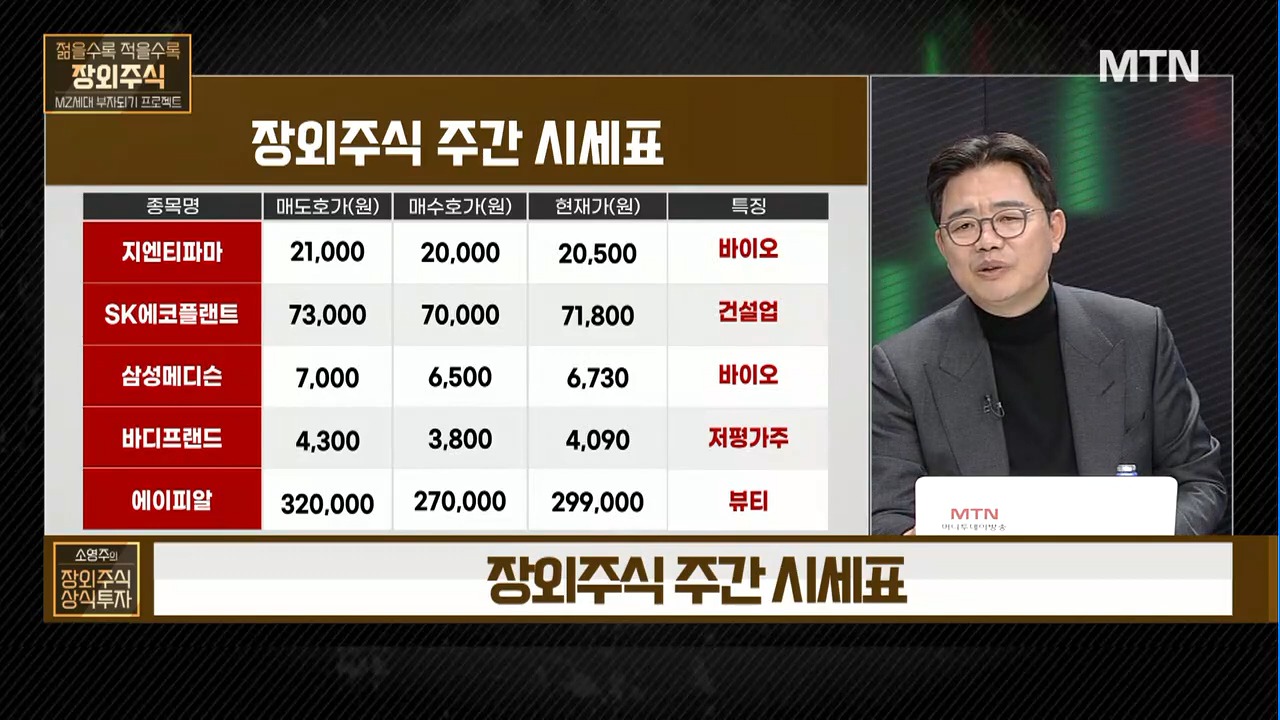 젊을수록 적을수록
장외주식
MZ세대 부자되기 프로젝트
MTN
장외주식 주간 시세표
종목명 매도호가(원) 매수호가(원) 현재가(원) 특징
지엔티파마 21,000 20,000 20,500 바이오
SK에코플랜트 73,000 70,000 71,800 건설업
삼성메디슨 7,000 6,500 6,730 바이오
바디프랜드 4,300 3,800 4,090 저평가주
에이피알 320,000 270,000 299,000 뷰티
MTN
머니투데이방송
소영주의
장외주식
상식투자
장외주식 주간 시세표